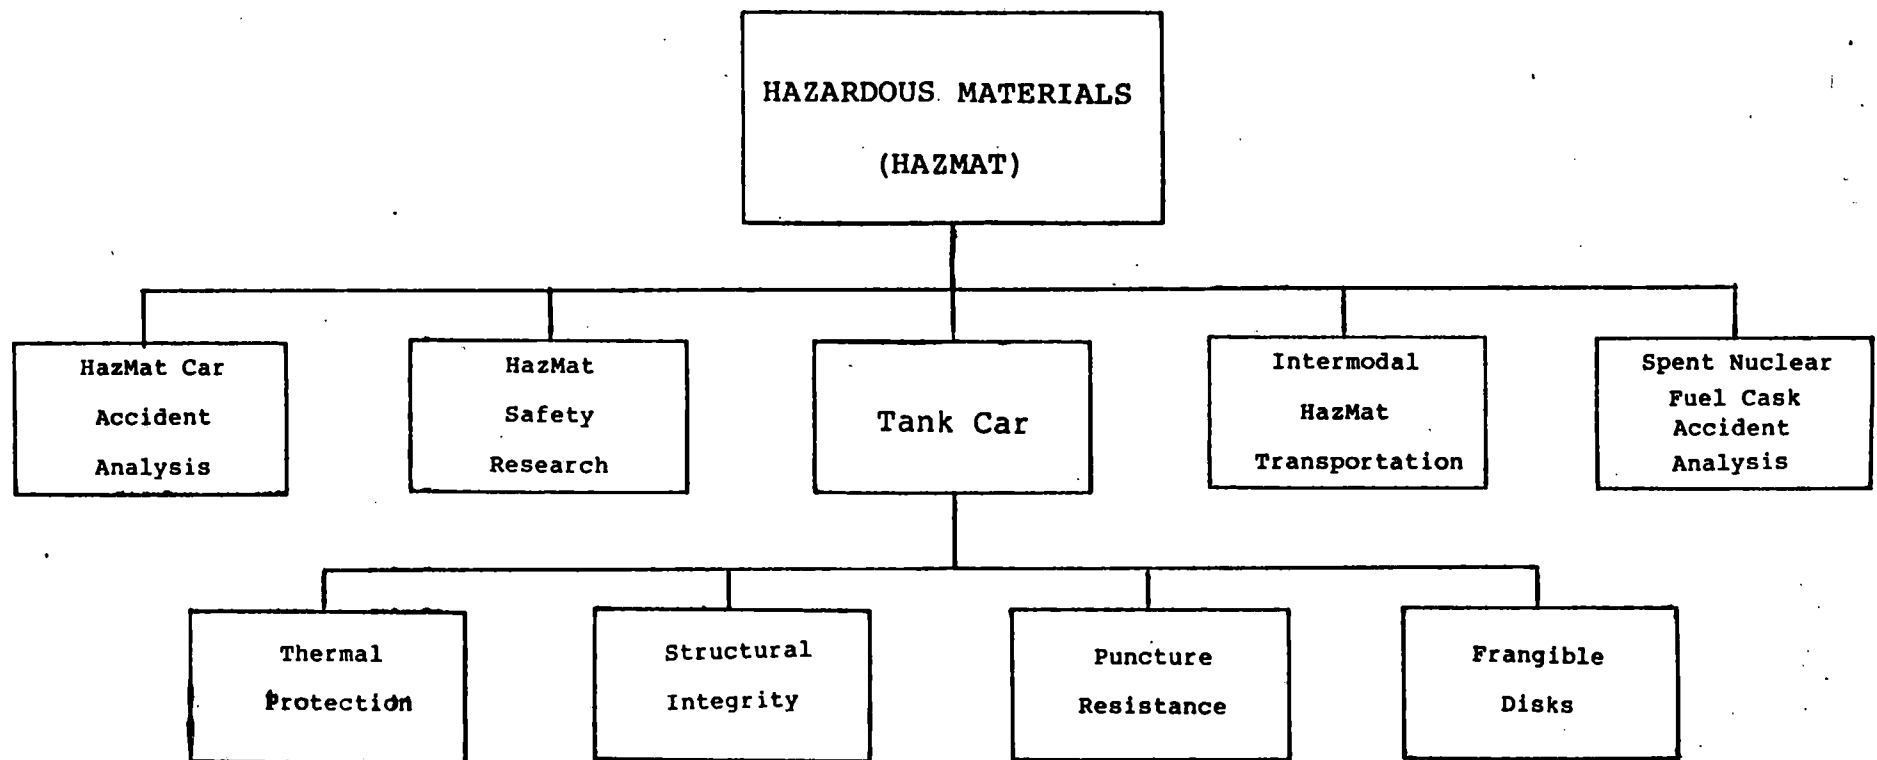 HAZARDOUS MATERIALS
(HAZMAT)
HazMat Car
Accident
Analysis
HazMat
Safety
Research
Tank Car
Intermodal
HazMat
Transportation
Spent Nuclear
Fuel Cask
Accident
Analysis
Thermal
Protection
Structural
Integrity
Puncture
Resistance
Frangible
Disks